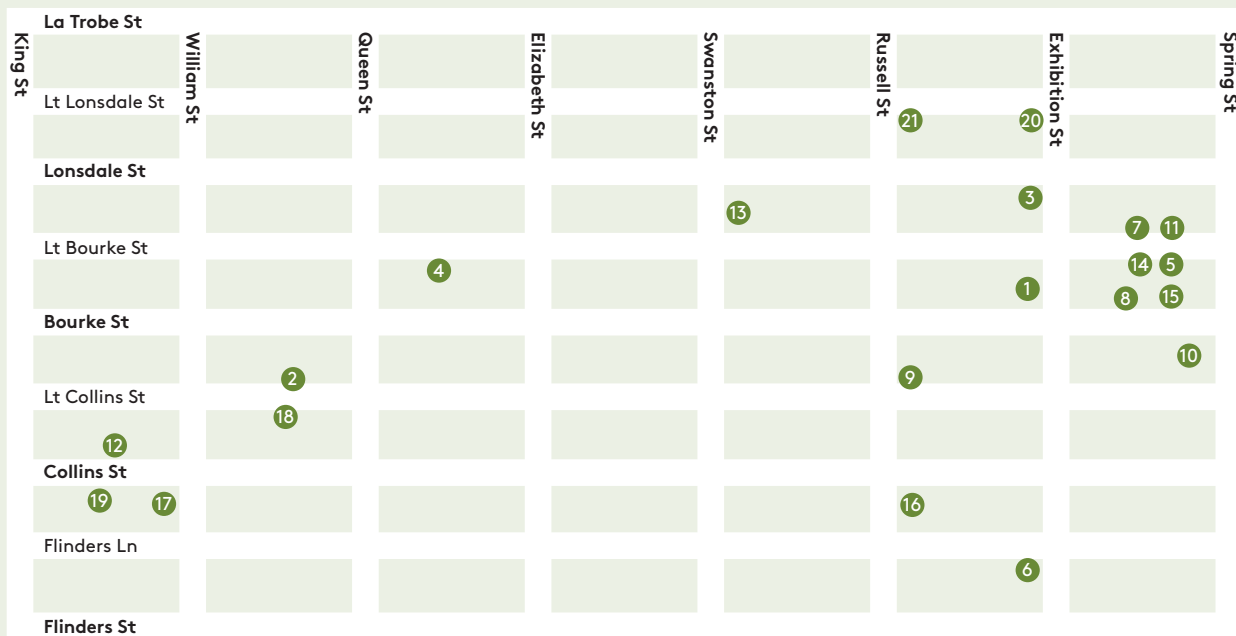 La Trobe St
King St
William St
Queen St
Elizabeth St
Swanston St
Russell St
Exhibition St
Spring St
Lt Lonsdale St
21
20
Lonsdale St
3
13
7
11
Lt Bourke St
14
5
4
1
15
8
Bourke St
10
9
2
Lt Collins St
18
12
Collins St
19
17
16
Flinders Ln
6
Flinders St